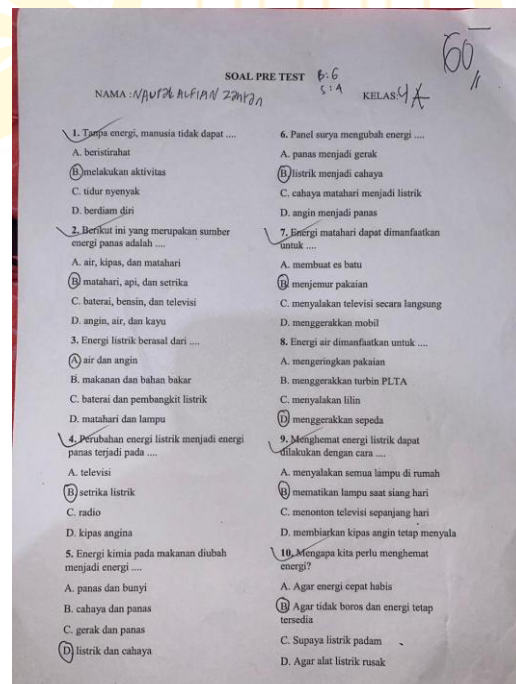 60
SOAL PRE TEST
B:6
S:4
NAMA : NAUFAL ALFIAN Zahran
KELAS: 4A
1. Tanpa energi, manusia tidak dapat ....
A. beristirahat
B. melakukan aktivitas
C. tidur nyenyak
D. berdiam diri
2. Berikut ini yang merupakan sumber
energi panas adalah ....
A. air, kipas, dan matahari
B. matahari, api, dan setrika
C. baterai, bensin, dan televisi
D. angin, air, dan kayu
3. Energi listrik berasal dari ....
A. air dan angin
B. makanan dan bahan bakar
C. baterai dan pembangkit listrik
D. matahari dan lampu
4. Perubahan energi listrik menjadi energi
panas terjadi pada ....
A. televisi
B. setrika listrik
C. radio
D. kipas angina
5. Energi kimia pada makanan diubah
menjadi energi ....
A. panas dan bunyi
B. cahaya dan panas
C. gerak dan panas
D. listrik dan cahaya
6. Panel surya mengubah energi ....
A. panas menjadi gerak
B. listrik menjadi cahaya
C. cahaya matahari menjadi listrik
D. angin menjadi panas
7. Energi matahari dapat dimanfaatkan
untuk ....
A. membuat es batu
B. menjemur pakaian
C. menyalakan televisi secara langsung
D. menggerakkan mobil
8. Energi air dimanfaatkan untuk ....
A. mengeringkan pakaian
B. menggerakkan turbin PLTA
C. menyalakan lilin
D. menggerakkan sepeda
9. Menghemat energi listrik dapat
dilakukan dengan cara ....
A. menyalakan semua lampu di rumah
B. mematikan lampu saat siang hari
C. menonton televisi sepanjang hari
D. membiarkan kipas angin tetap menyala
10. Mengapa kita perlu menghemat
energi?
A. Agar energi cepat habis
B. Agar tidak boros dan energi tetap
tersedia
C. Supaya listrik padam
D. Agar alat listrik rusak